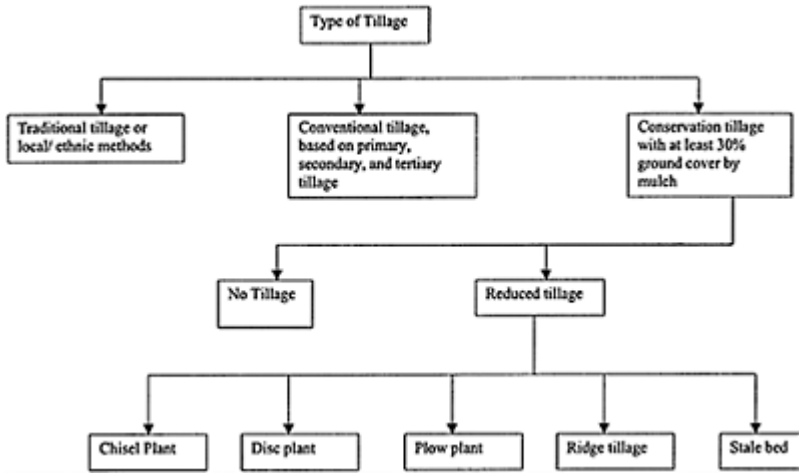 Type of Tillage
Traditional tillage or
local/ ethnic methods
Conventional tillage,
based on primary,
secondary, and tertiary
tillage
Conservation tillage
with at least 30%
ground cover by
mulch
No Tillage
Reduced tillage
Chisel Plant
Disc plant
Plow plant
Ridge tillage
Stale bed